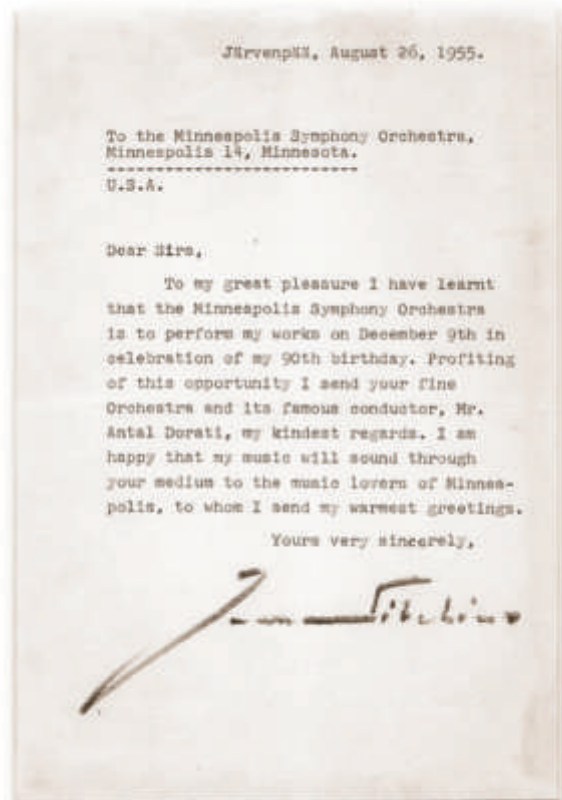 Järvenpää, August 26, 1955.
To the Minneapolis Symphony Orchestra,
Minneapolis 14, Minnesota.
U.S.A.
Dear Sirs,
To my great pleasure I have learnt
that the Minneapolis Symphony Orchestra
is to perform my works on December 9th in
celebration of my 90th birthday. Profiting
of this opportunity I send your fine
Orchestra and its famous conductor, Mr.
Antal Dorati, my kindest regards. I am
happy that my music will sound through
your medium to the music lovers of Minnea-
polis, to whom I send my warmest greetings.
Yours very sincerely,
Jean Sibelius